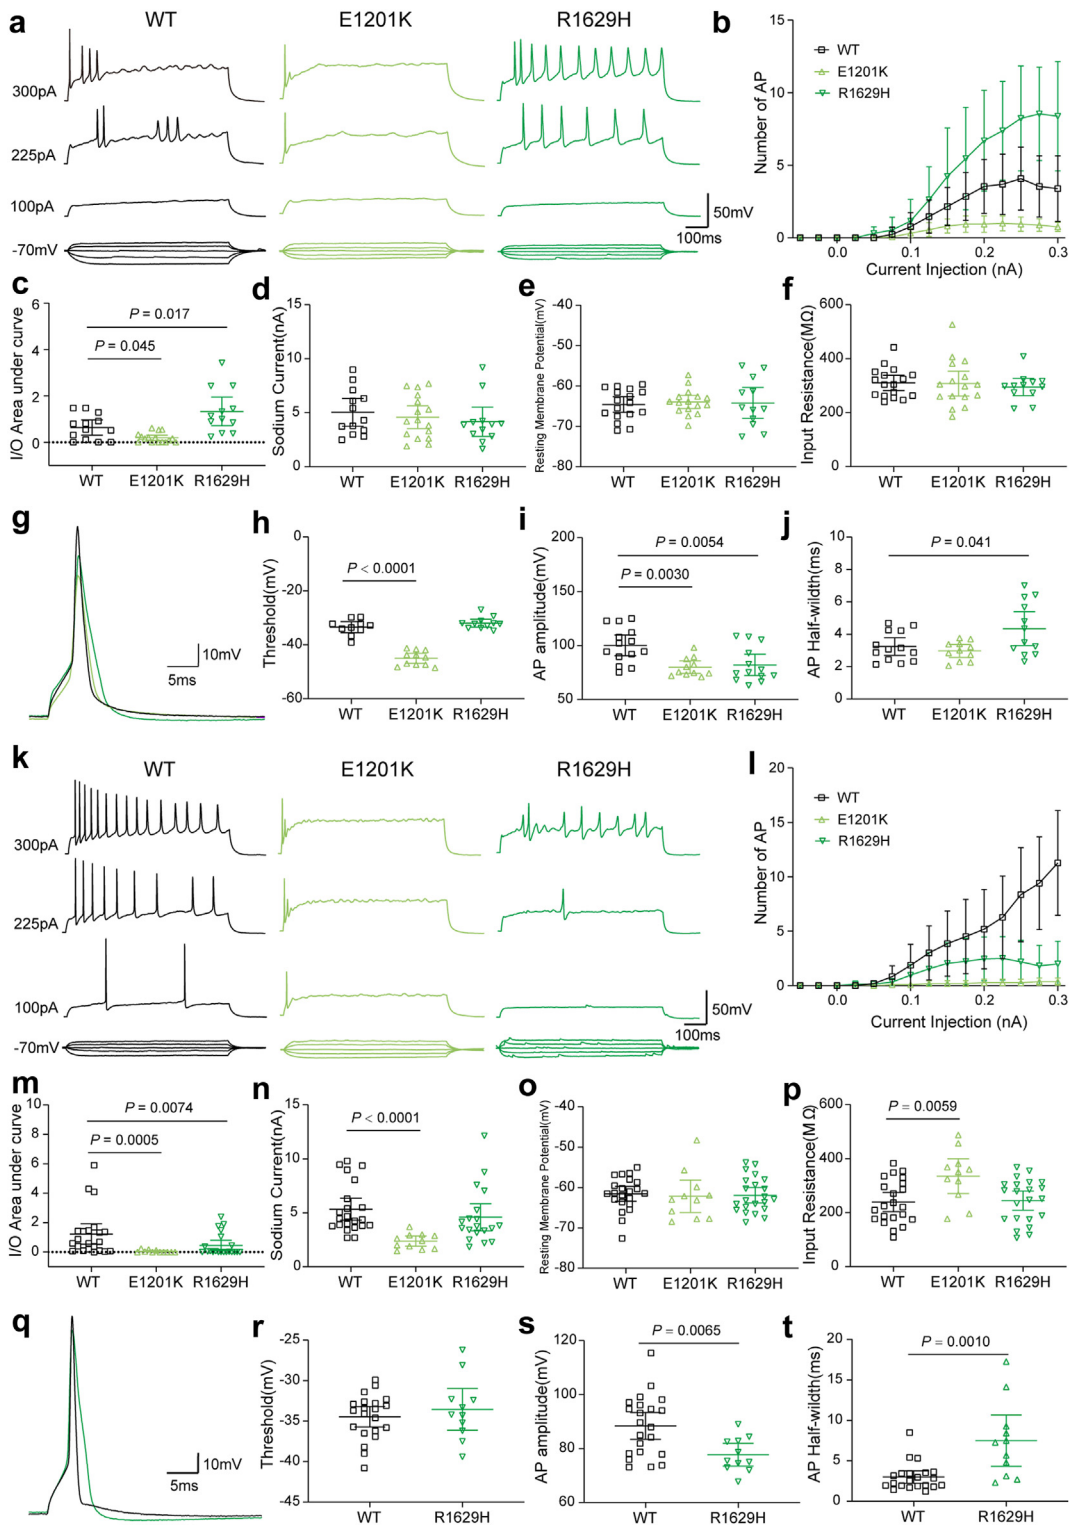 a
WT
E1201K
R1629H
300pA
225pA
100pA
-70mV
50mV
100ms
b
Number of AP
15
10
5
0
WT
E1201K
R1629H
0.0
0.1
0.2
0.3
Current Injection (nA)
c
I/O Area under curve
6
4
2
0
P = 0.017
P = 0.045
WT
E1201K
R1629H
d
Sodium Current(nA)
15
10
5
0
WT
E1201K
R1629H
e
Resting Membrane Potential(mV)
-40
-50
-60
-70
-80
WT
E1201K
R1629H
f
Input Resistance(MΩ)
600
400
200
0
WT
E1201K
R1629H
g
10mV
5ms
h
Threshold(mV)
0
-20
-40
-60
P < 0.0001
WT
E1201K
R1629H
i
AP amplitude(mV)
200
150
100
50
P = 0.0054
P = 0.0030
WT
E1201K
R1629H
j
AP Half-wildth(ms)
10
8
6
4
2
0
P = 0.041
WT
E1201K
R1629H
k
WT
E1201K
R1629H
300pA
225pA
100pA
-70mV
50mV
100ms
l
Number of AP
20
15
10
5
0
WT
E1201K
R1629H
0.0
0.1
0.2
0.3
Current Injection (nA)
m
I/O Area under curve
10
8
6
4
2
0
P = 0.0074
P = 0.0005
WT
E1201K
R1629H
n
Sodium Current(nA)
15
10
5
0
P < 0.0001
WT
E1201K
R1629H
o
Resting Membrane Potential(mV)
-40
-50
-60
-70
-80
WT
E1201K
R1629H
p
Input Resistance(MΩ)
600
400
200
0
P = 0.0059
WT
E1201K
R1629H
q
10mV
5ms
r
Threshold(mV)
-25
-30
-35
-40
-45
WT
R1629H
s
AP amplitude(mV)
120
100
80
60
P = 0.0065
WT
R1629H
t
AP Half-wildth(ms)
20
15
10
5
0
P = 0.0010
WT
R1629H